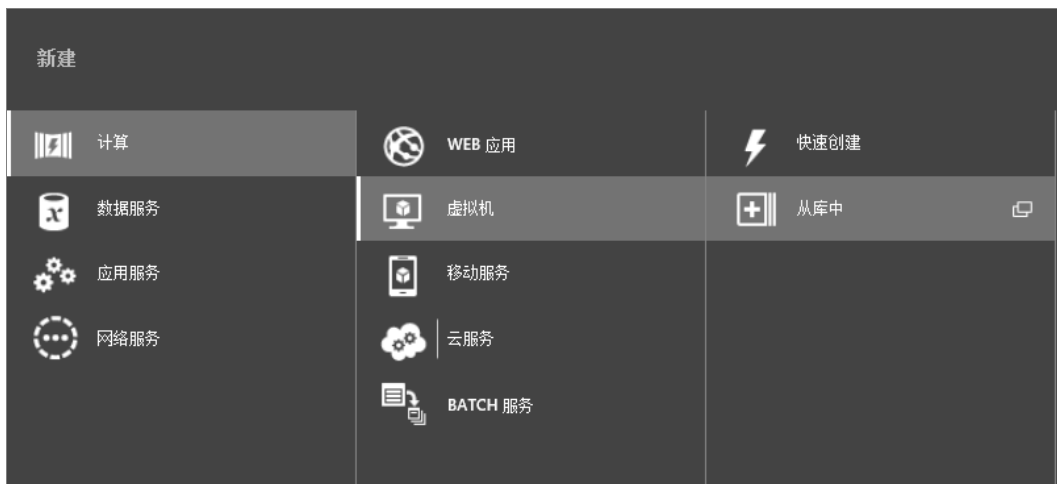 新建
计算
数据服务
应用服务
网络服务
WEB 应用
虚拟机
移动服务
云服务
BATCH 服务
快速创建
从库中